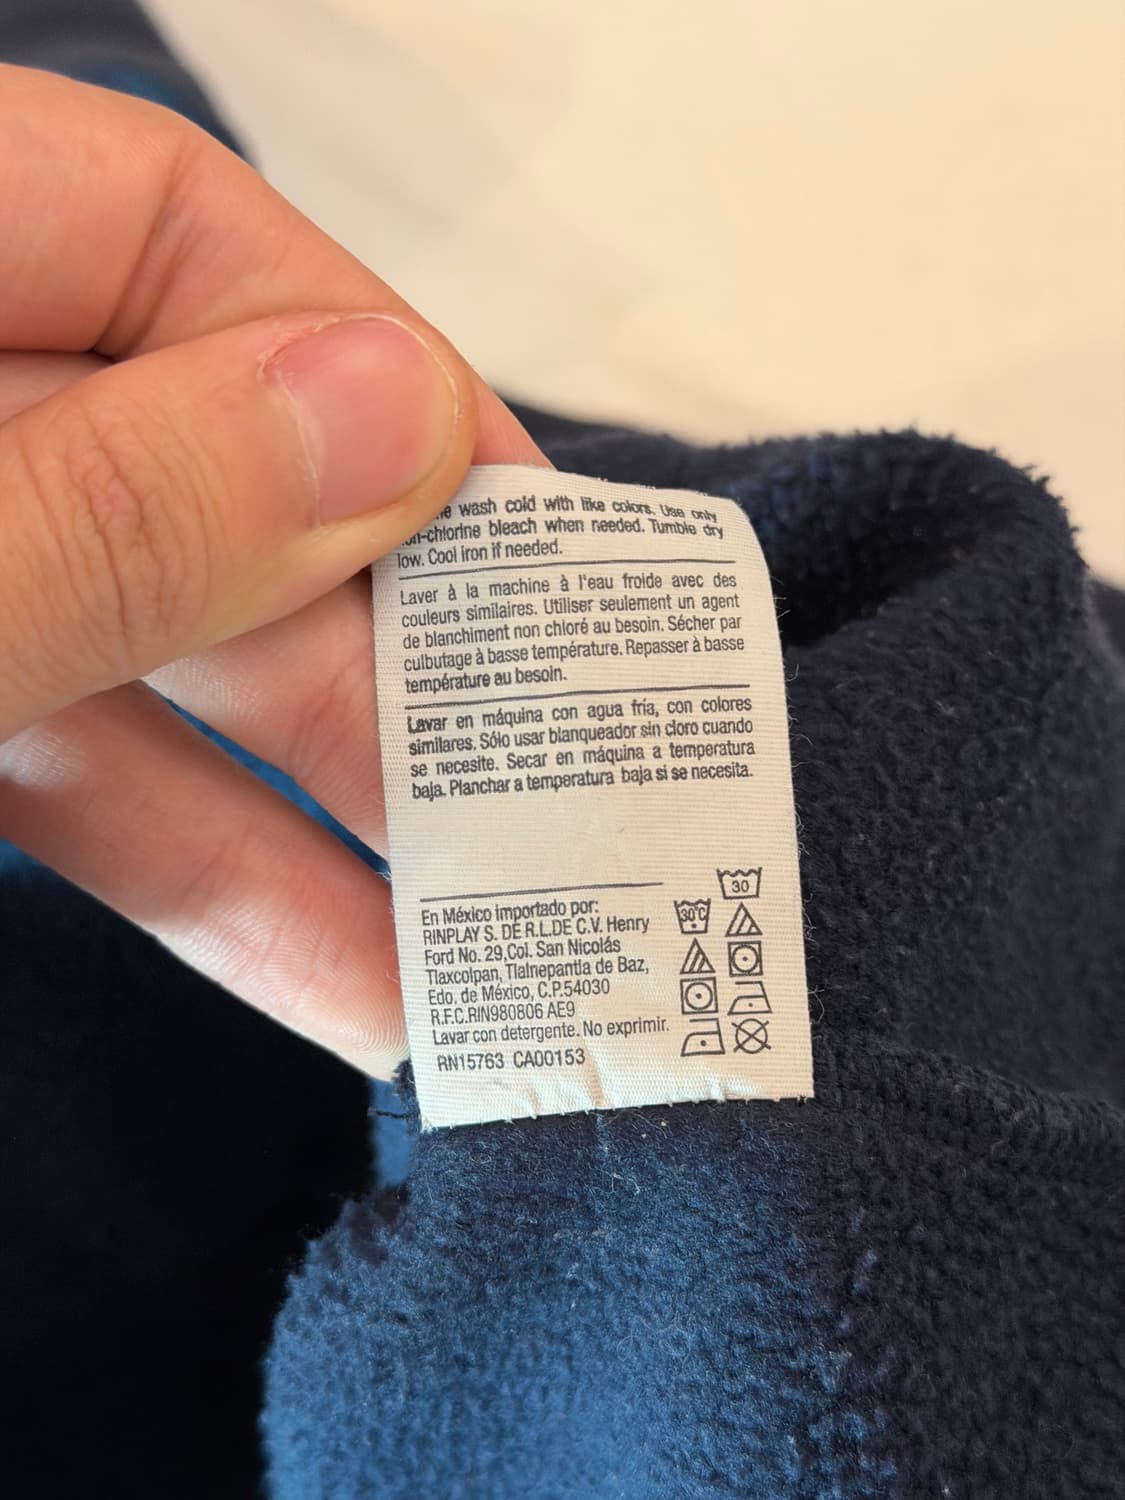 wash cold with like colors. Use only
-chlorine bleach when needed. Tumble dry
low. Cool iron if needed.
Laver à la machine à l'eau froide avec des
couleurs similaires. Utiliser seulement un agent
de blanchiment non chloré au besoin. Sécher par
culbutage à basse température. Repasser à basse
température au besoin.
Lavar en máquina con agua fría, con colores
similares. Sólo usar blanqueador sin cloro cuando
se necesite. Secar en máquina a temperatura
baja. Planchar a temperatura baja si se necesita.
En México importado por:
RINPLAY S. DE R.L.DE C.V. Henry
Ford No. 29,Col. San Nicolás
Tlaxcolpan, Tlalnepantla de Baz,
Edo. de México, C.P.54030
R.F.C.RIN980806 AE9
Lavar con detergente. No exprimir.
RN15763 CA00153
30
30°C